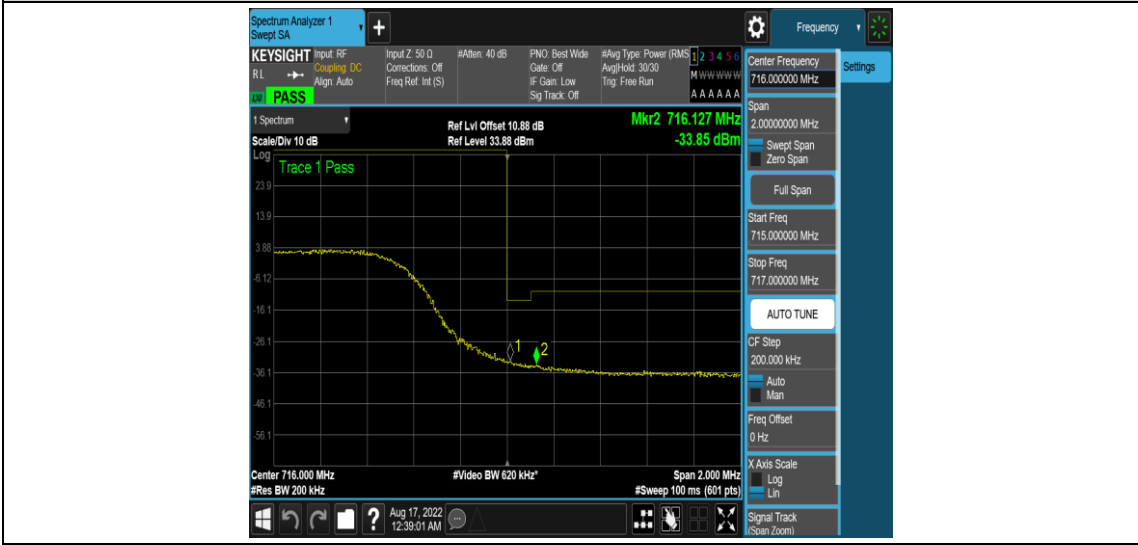 Spectrum Analyzer 1
Swept SA
+
Frequency
KEYSIGHT
RL
PASS
Input: RF
Coupling: DC
Align: Auto
Input Z: 50 Ω
Corrections: Off
Freq Ref: Int (S)
#Atten: 40 dB
PNO: Best Wide
Gate: Off
IF Gain: Low
Sig Track: Off
#Avg Type: Power (RMS
Avg|Hold: 30/30
Trig: Free Run
1 2 3 4 5 6
M W W W W W
A A A A A A
1 Spectrum
Scale/Div 10 dB
Ref Lvl Offset 10.88 dB
Ref Level 33.88 dBm
Mkr2 716.127 MHz
-33.85 dBm
Log
Trace 1 Pass
23.9
13.9
3.88
-6.12
-16.1
-26.1
-36.1
-46.1
-56.1
1
2
Center 716.000 MHz
#Res BW 200 kHz
#Video BW 620 kHz*
Span 2.000 MHz
#Sweep 100 ms (601 pts)
Center Frequency
716.000000 MHz
Settings
Span
2.00000000 MHz
Swept Span
Zero Span
Full Span
Start Freq
715.000000 MHz
Stop Freq
717.000000 MHz
AUTO TUNE
CF Step
200.000 kHz
Auto
Man
Freq Offset
0 Hz
X Axis Scale
Log
Lin
Signal Track
(Span Zoom)
?
Aug 17, 2022
12:39:01 AM